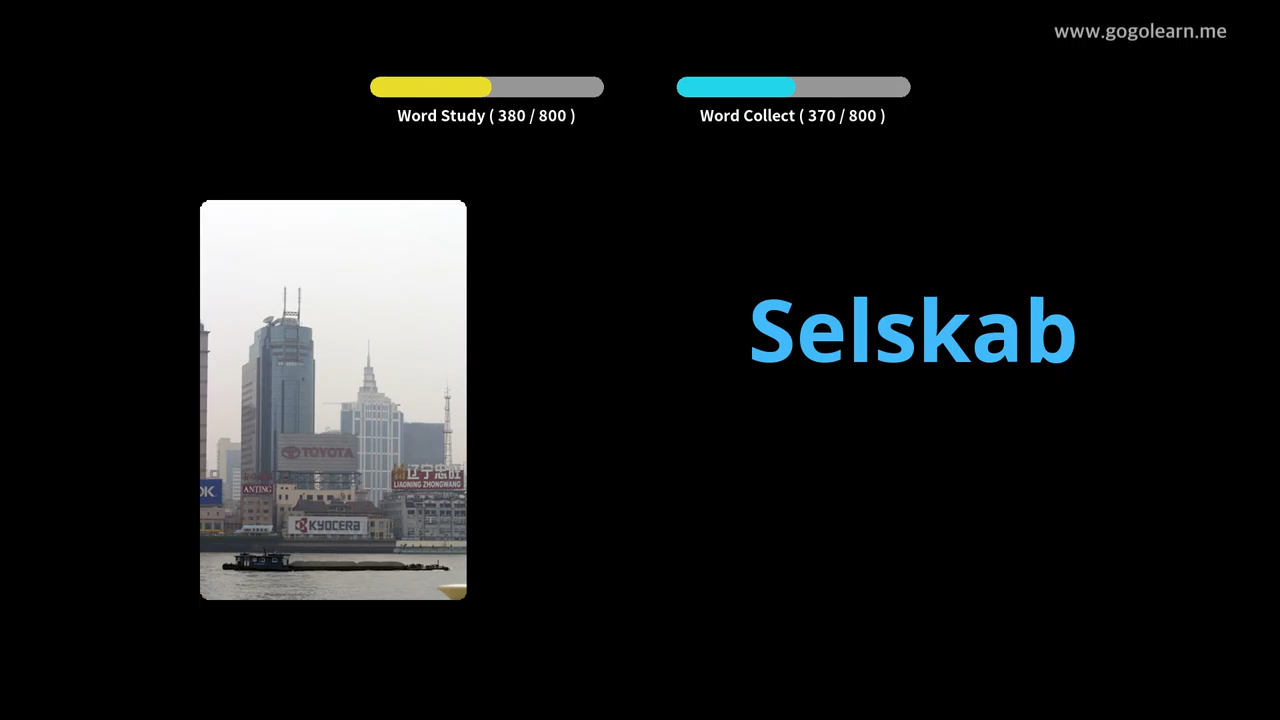 www.gogolearn.me
Word Study ( 380 / 800 )
Word Collect ( 370 / 800 )
Selskab
TOYOTA
辽宁忠旺
LIAONING ZHONGWANG
OK
ANTING
KYOCERA